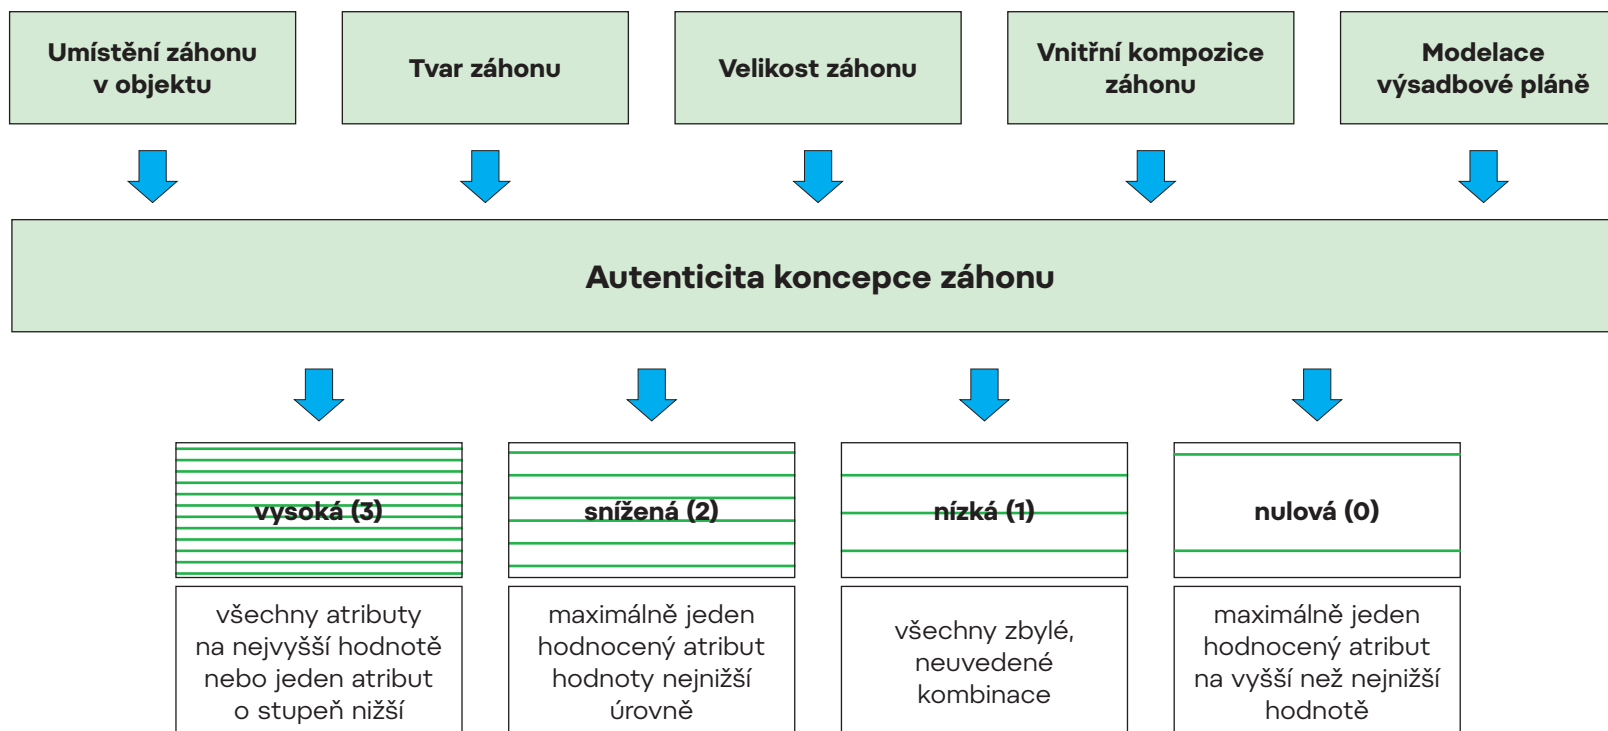 Umístění záhonu
v objektu
Tvar záhonu
Velikost záhonu
Vnitřní kompozice
záhonu
Modelace
výsadbové pláně
Autenticita koncepce záhonu
vysoká (3)
snížená (2)
nízká (1)
nulová (0)
všechny atributy
na nejvyšší hodnotě
nebo jeden atribut
o stupeň nižší
maximálně jeden
hodnocený atribut
hodnoty nejnižší
úrovně
všechny zbylé,
neuvedené
kombinace
maximálně jeden
hodnocený atribut
na vyšší než nejnižší
hodnotě